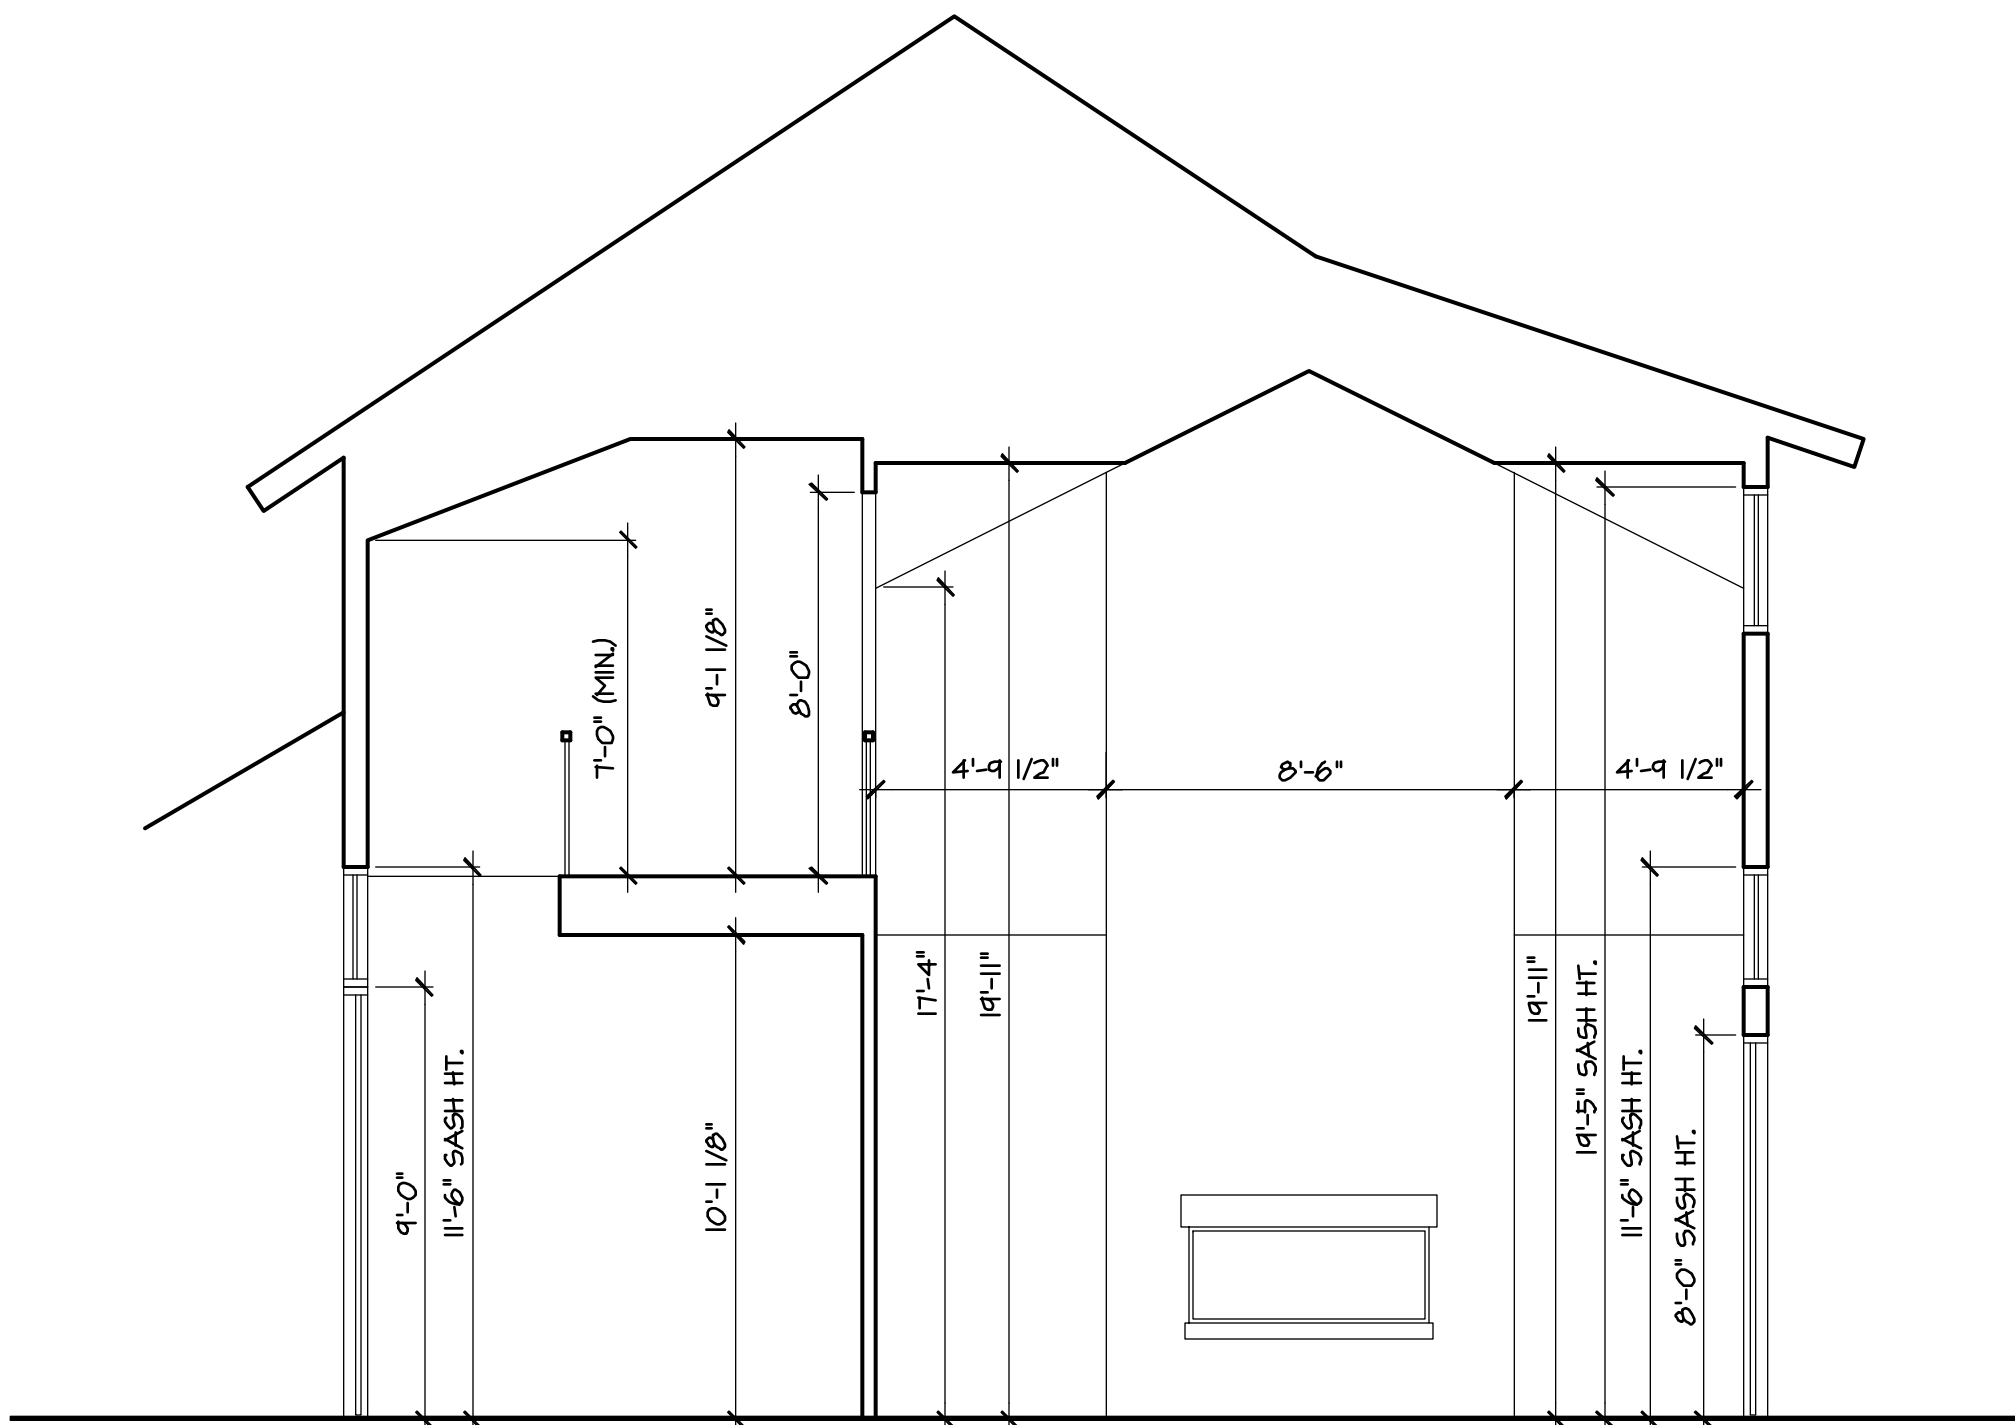 7'-0" (MIN.)
9'-1 1/8"
8'-0"
4'-9 1/2"
8'-6"
4'-9 1/2"
17'-4"
19'-11"
19'-11"
19'-5" SASH HT.
9'-0"
11'-6" SASH HT.
10'-1 1/8"
11'-6" SASH HT.
8'-0" SASH HT.